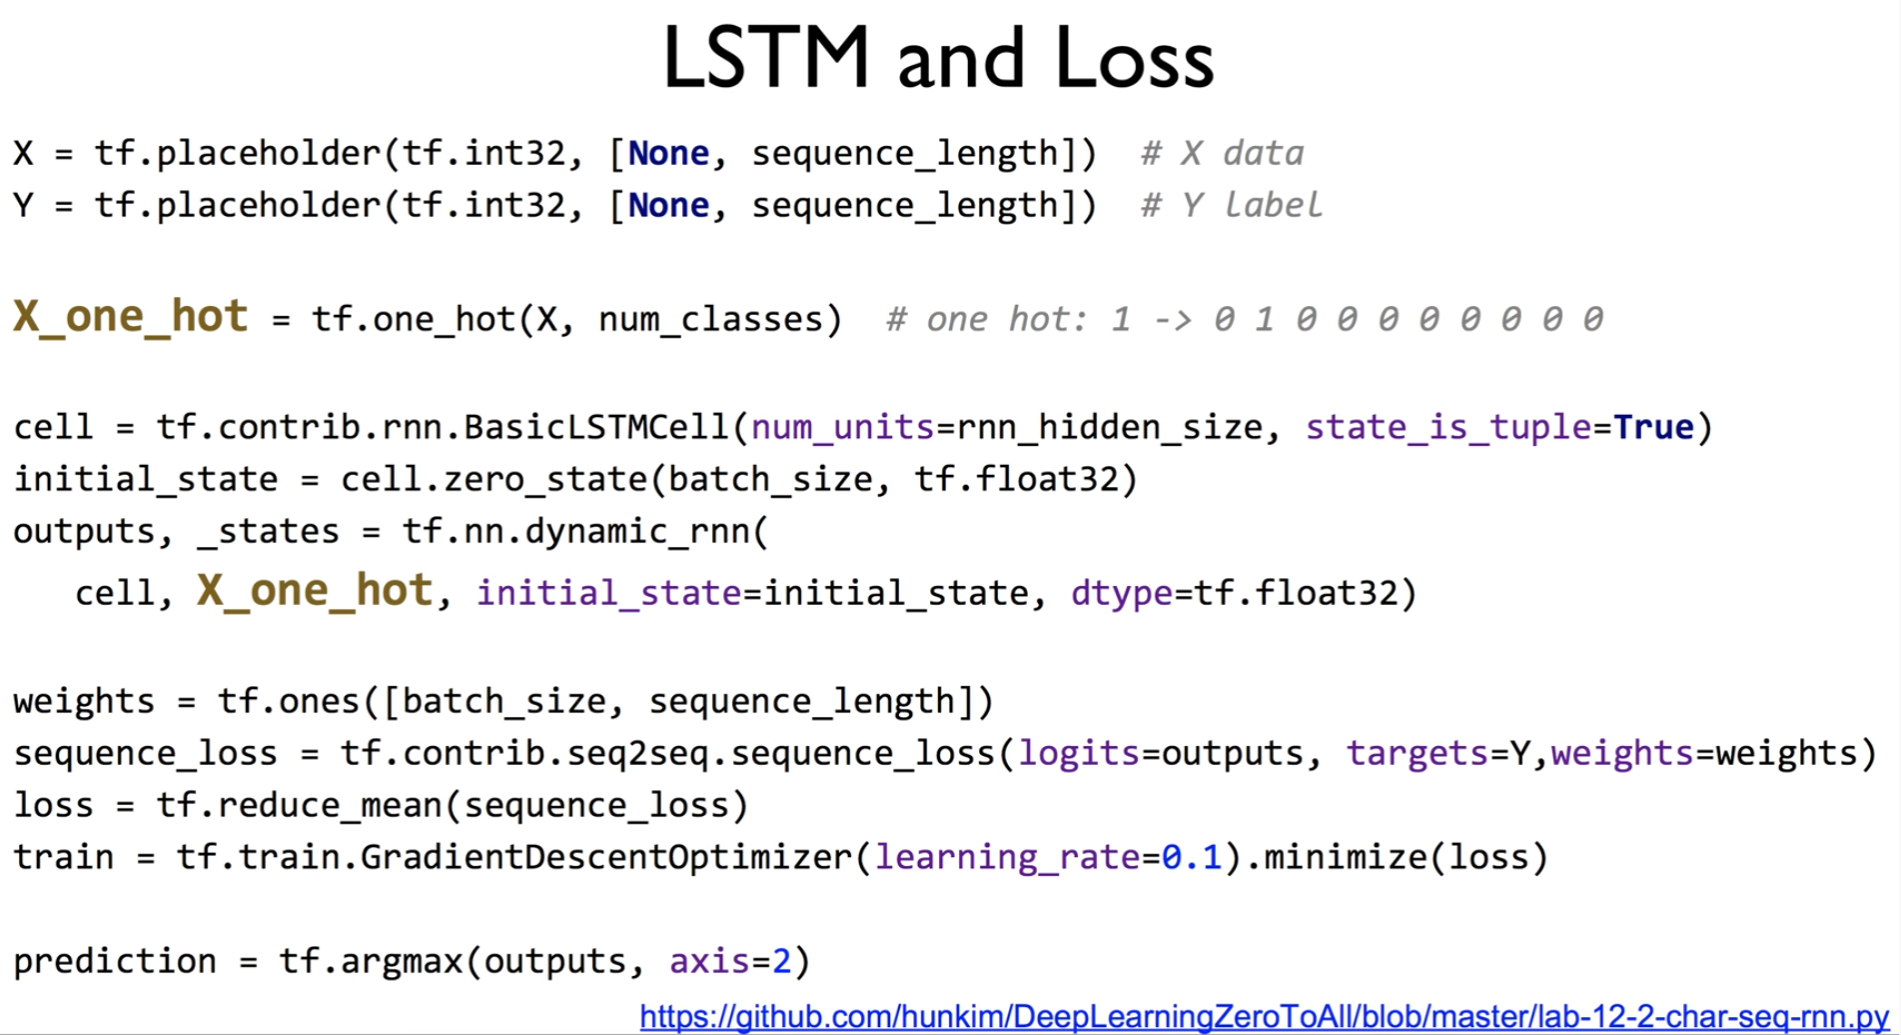 LSTM and Loss
X = tf.placeholder(tf.int32, [None, sequence_length])  # X data
Y = tf.placeholder(tf.int32, [None, sequence_length])  # Y label
X_one_hot = tf.one_hot(X, num_classes)  # one hot: 1 -> 0 1 0 0 0 0 0 0 0 0
cell = tf.contrib.rnn.BasicLSTMCell(num_units=rnn_hidden_size, state_is_tuple=True)
initial_state = cell.zero_state(batch_size, tf.float32)
outputs, _states = tf.nn.dynamic_rnn(
   cell, X_one_hot, initial_state=initial_state, dtype=tf.float32)
weights = tf.ones([batch_size, sequence_length])
sequence_loss = tf.contrib.seq2seq.sequence_loss(logits=outputs, targets=Y,weights=weights)
loss = tf.reduce_mean(sequence_loss)
train = tf.train.GradientDescentOptimizer(learning_rate=0.1).minimize(loss)
prediction = tf.argmax(outputs, axis=2)
https://github.com/hunkim/DeepLearningZeroToAll/blob/master/lab-12-2-char-seq-rnn.py